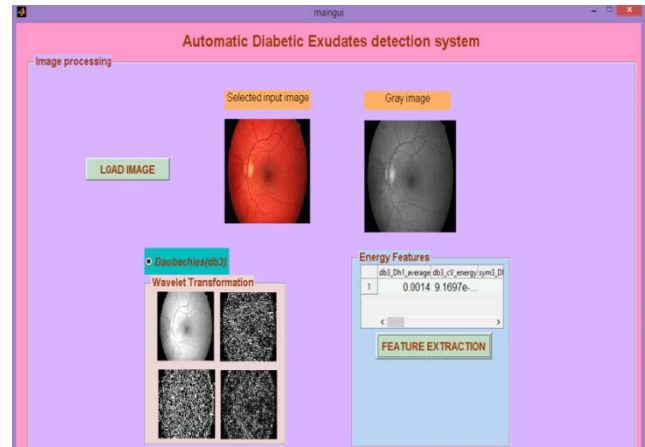 maingui
Automatic Diabetic Exudates detection system
Image processing
Selected input image
Gray image
LOAD IMAGE
Daubechies(db3)
Wavelet Transformation
Energy Features
db3_Dh1_average db3_cV_energy sym3_Dl
1 0.0014 9.1697e-...
FEATURE EXTRACTION